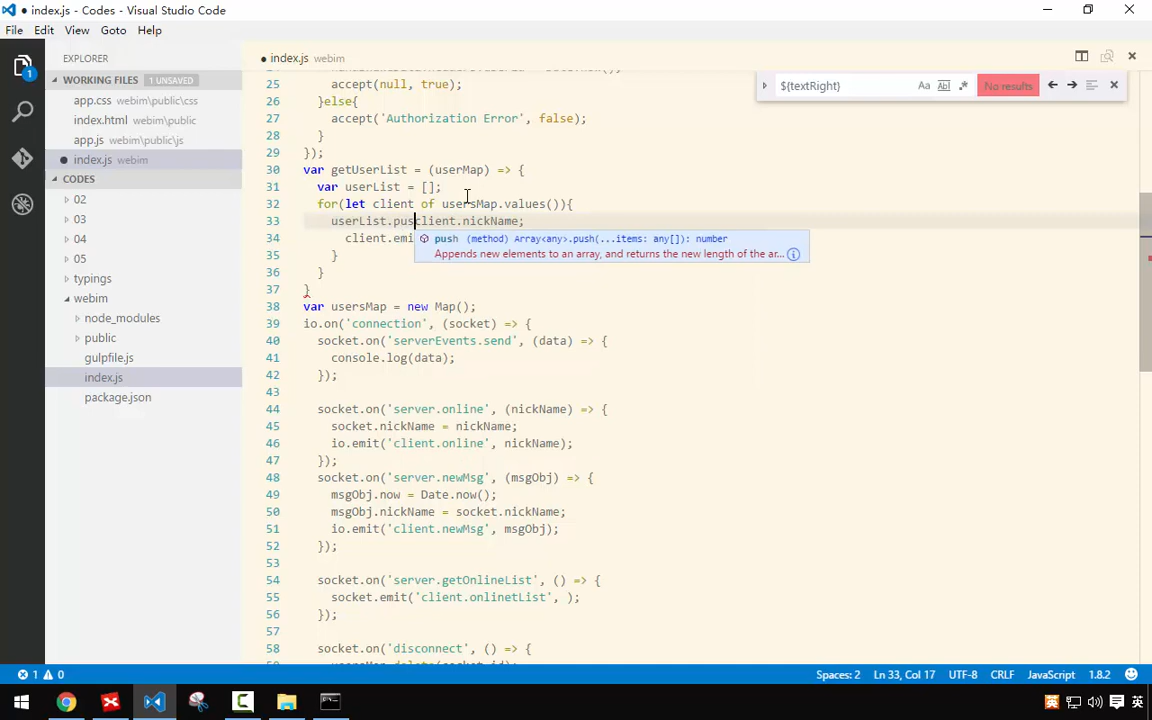 index.js - Codes - Visual Studio Code
File Edit View Goto Help
EXPLORER
WORKING FILES 1 UNSAVED
app.css webim\public\css
index.html webim\public
app.js webim\public\js
index.js webim
CODES
02
03
04
05
typings
webim
node_modules
public
gulpfile.js
index.js
package.json
index.js webim
${textRight} Aa Abl .* No results
25 accept(null, true);
26 }else{
27 accept('Authorization Error', false);
28 }
29 });
30 var getUserList = (userMap) => {
31 var userList = [];
32 for(let client of usersMap.values()){
33 userList.pusclient.nickName;
34 client.emi
push (method) Array<any>.push(...items: any[]): number
Appends new elements to an array, and returns the new length of the ar...
35 }
36 }
37 }
38 var usersMap = new Map();
39 io.on('connection', (socket) => {
40 socket.on('serverEvents.send', (data) => {
41 console.log(data);
42 });
43
44 socket.on('server.online', (nickName) => {
45 socket.nickName = nickName;
46 io.emit('client.online', nickName);
47 });
48 socket.on('server.newMsg', (msgObj) => {
49 msgObj.now = Date.now();
50 msgObj.nickName = socket.nickName;
51 io.emit('client.newMsg', msgObj);
52 });
53
54 socket.on('server.getOnlineList', () => {
55 socket.emit('client.onlinetList', );
56 });
57
58 socket.on('disconnect', () => {
1 0 Spaces: 2 Ln 33, Col 17 UTF-8 CRLF JavaScript 1.8.2
英